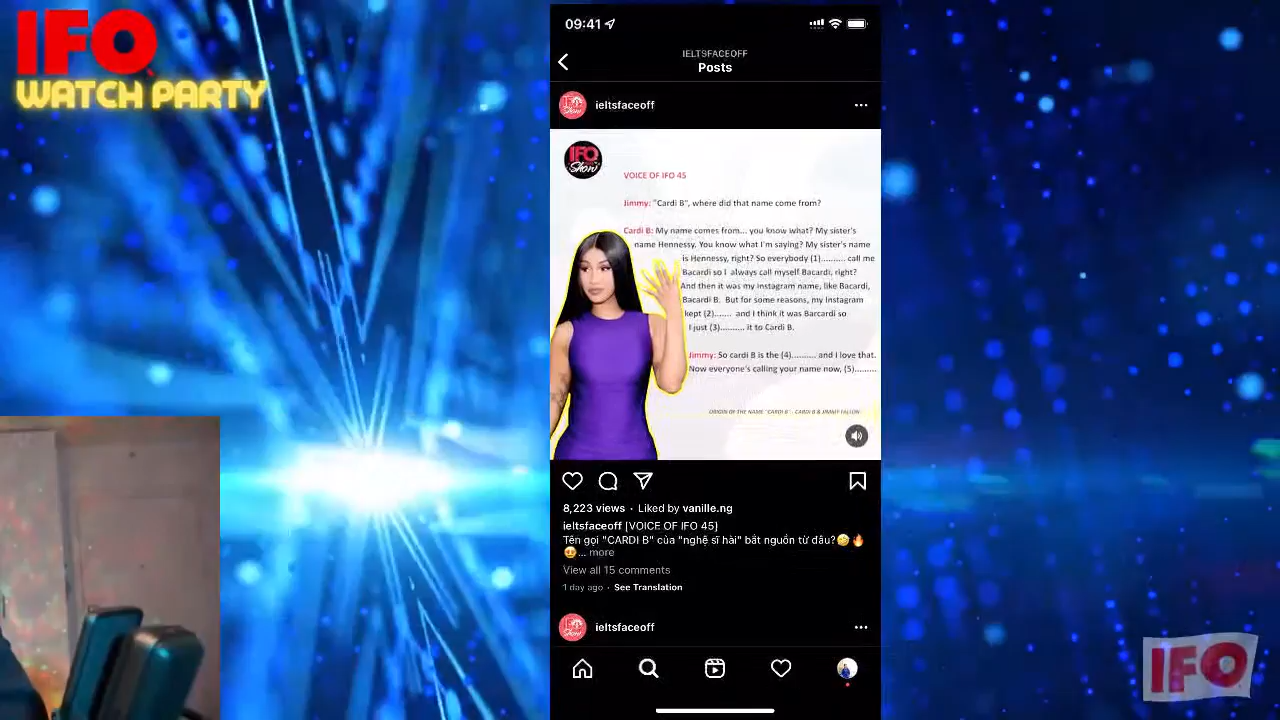 IFO
WATCH PARTY
09:41
IELTSFACEOFF
Posts
ieltsfaceoff
IFO
Show
VOICE OF IFO 45
Jimmy: "Cardi B", where did that name come from?
Cardi B: My name comes from... you know what? My sister's
name Hennessy. You know what I'm saying? My sister's name
is Hennessy, right? So everybody (1).......... call me
Bacardi so I always call myself Bacardi, right?
And then it was my Instagram name, like Bacardi,
Bacardi B. But for some reasons, my Instagram
kept (2)....... and I think it was Barcardi so
I just (3).......... it to Cardi B.
Jimmy: So cardi B is the (4).......... and I love that.
Now everyone's calling your name now, (5).........
ORIGIN OF THE NAME "CARDI B" - CARDI B & JIMMY FALLON
8,223 views · Liked by vanille.ng
ieltsfaceoff [VOICE OF IFO 45]
Tên gọi "CARDI B" của "nghệ sĩ hài" bắt nguồn từ đâu?🤣🔥
😍... more
View all 15 comments
1 day ago · See Translation
IFO
Show
ieltsfaceoff
IFO